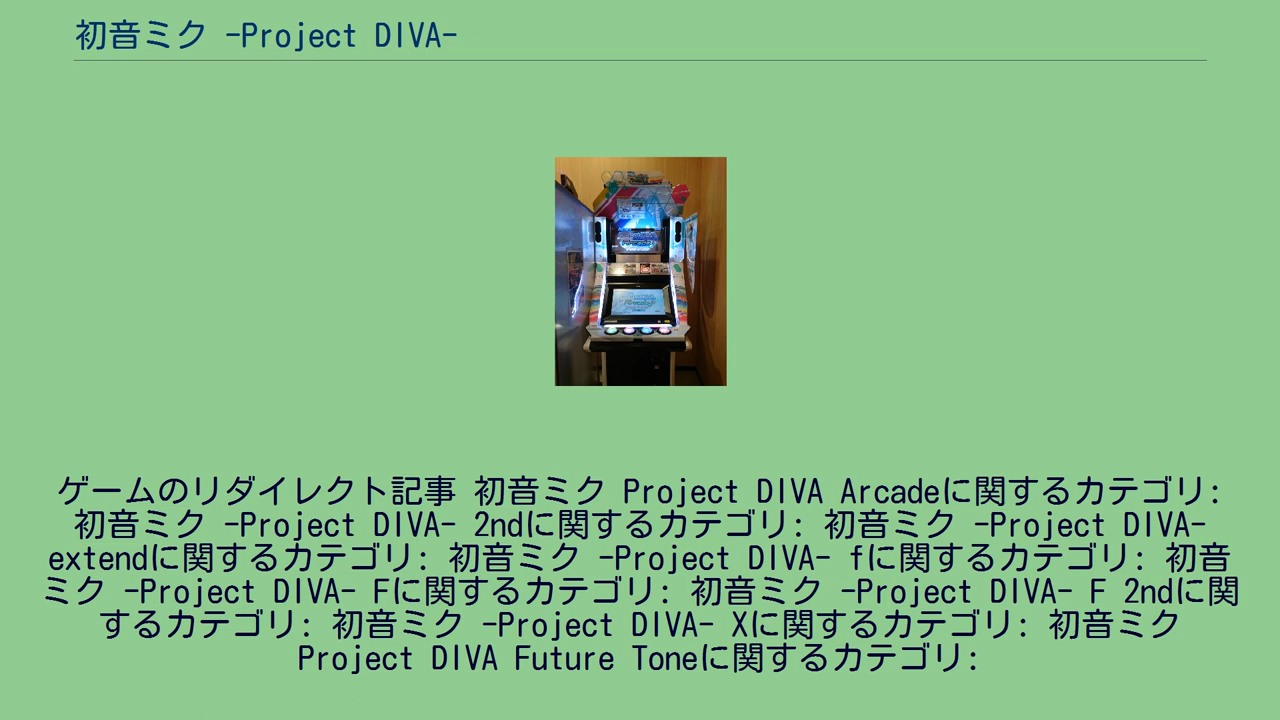 初音ミク -Project DIVA-
ゲームのリダイレクト記事 初音ミク Project DIVA Arcadeに関するカテゴリ:
初音ミク -Project DIVA- 2ndに関するカテゴリ: 初音ミク -Project DIVA-
extendに関するカテゴリ: 初音ミク -Project DIVA- fに関するカテゴリ: 初音
ミク -Project DIVA- Fに関するカテゴリ: 初音ミク -Project DIVA- F 2ndに関
するカテゴリ: 初音ミク -Project DIVA- Xに関するカテゴリ: 初音ミク
Project DIVA Future Toneに関するカテゴリ: